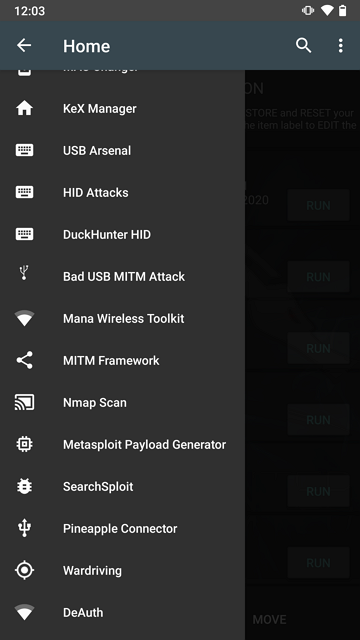 12:03
Home
MAC Changer
KeX Manager
USB Arsenal
HID Attacks
DuckHunter HID
Bad USB MITM Attack
Mana Wireless Toolkit
MITM Framework
Nmap Scan
Metasploit Payload Generator
SearchSploit
Pineapple Connector
Wardriving
DeAuth
ON
STORE and RESET your
he item label to EDIT the
2020
RUN
RUN
RUN
RUN
RUN
RUN
MOVE